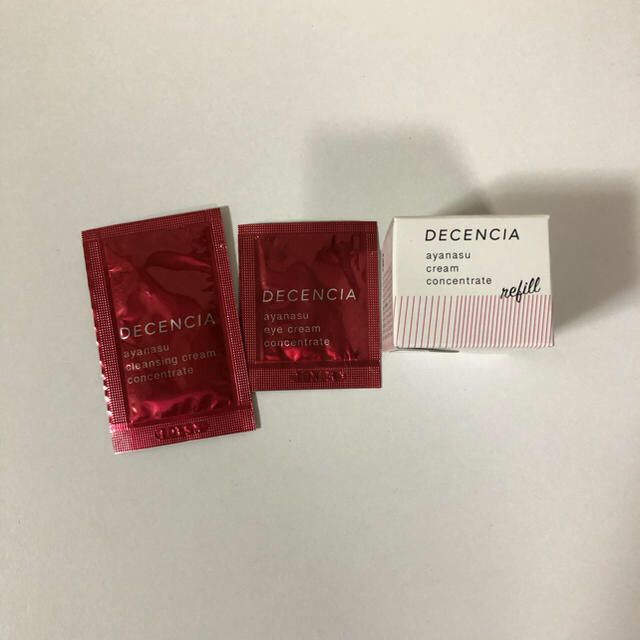 DECENCIA
ayanasu
cleansing cream
concentrate
DECENCIA
ayanasu
eye cream
concentrate
DECENCIA
ayanasu
cream
concentrate
refill